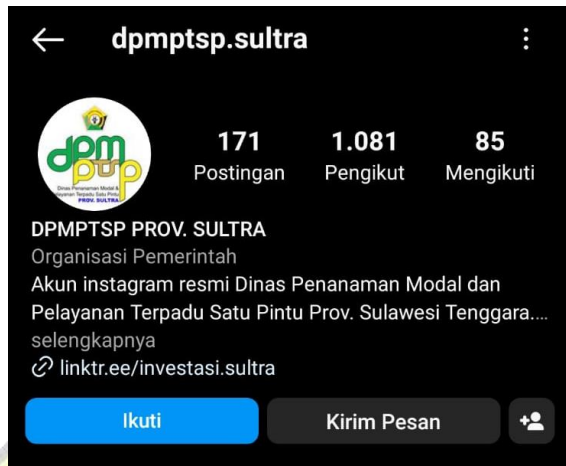 dpmptsp.sultra
171 1.081 85
Postingan Pengikut Mengikuti
dpm
ptsp
Dinas Penanaman Modal &
Pelayanan Terpadu Satu Pintu
PROV. SULTRA
DPMPTSP PROV. SULTRA
Organisasi Pemerintah
Akun instagram resmi Dinas Penanaman Modal dan
Pelayanan Terpadu Satu Pintu Prov. Sulawesi Tenggara....
selengkapnya
linktr.ee/investasi.sultra
Ikuti Kirim Pesan